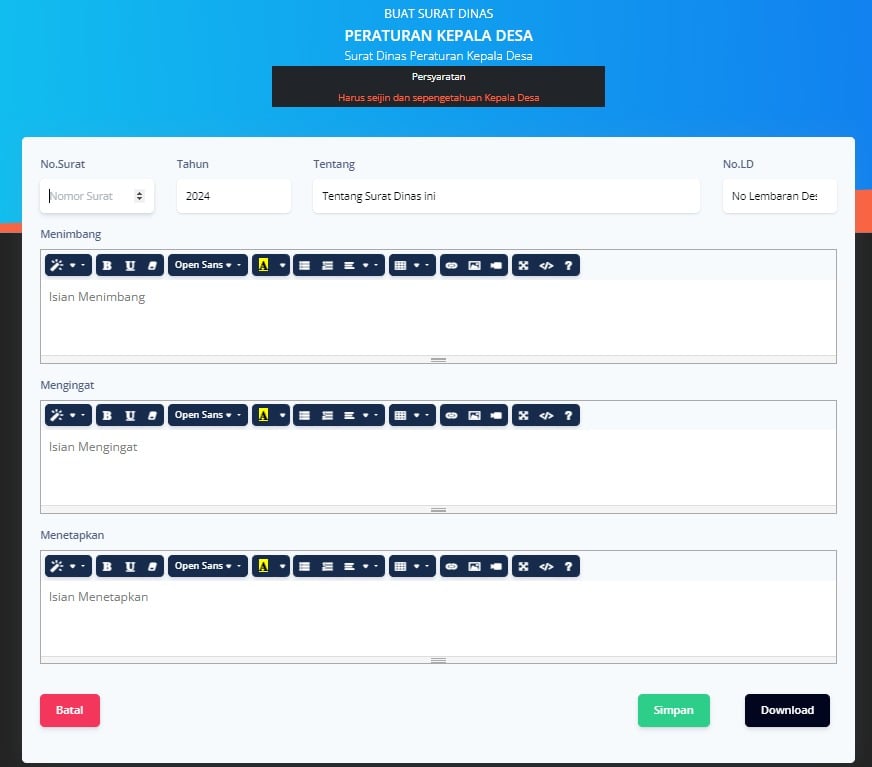 BUAT SURAT DINAS
PERATURAN KEPALA DESA
Surat Dinas Peraturan Kepala Desa
Persyaratan
Harus seijin dan sepengetahuan Kepala Desa
No.Surat Tahun Tentang No.LD
Nomor Surat 2024 Tentang Surat Dinas ini No Lembaran
Menimbang
B U Open Sans A </> ?
Isian Menimbang
Mengingat
B U Open Sans A </> ?
Isian Mengingat
Menetapkan
B U Open Sans A </> ?
Isian Menetapkan
Batal Simpan Download